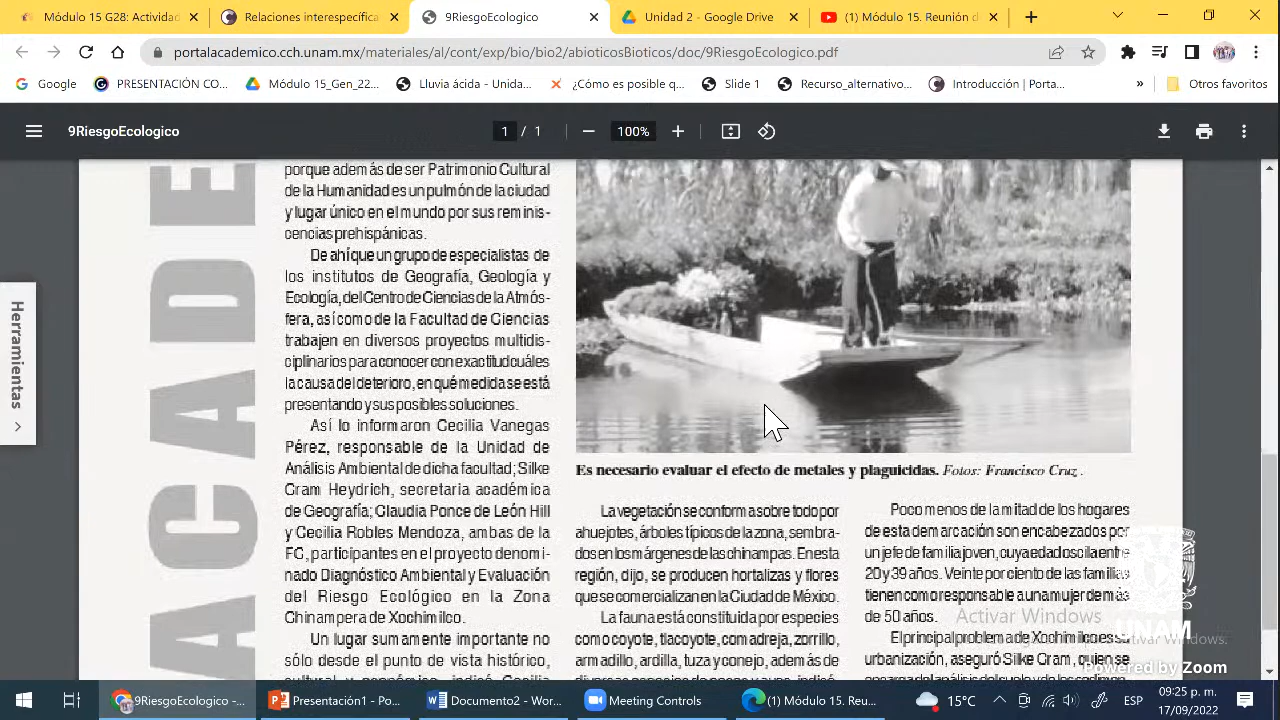 Módulo 15 G28: Actividad
Relaciones interespecífica
9RiesgoEcologico
Unidad 2 - Google Drive
(1) Módulo 15. Reunión d
portalacademico.cch.unam.mx/materiales/al/cont/exp/bio/bio2/abioticosBioticos/doc/9RiesgoEcologico.pdf
Google
PRESENTACIÓN CO...
Módulo 15_Gen_22...
Lluvia ácida - Unida...
¿Cómo es posible q...
Slide 1
Recurso_alternativo...
Introducción | Porta...
»
Otros favoritos
9RiesgoEcologico
1 / 1
100%
Herramientas
ACADE
porque además de ser Patrimonio Cultural
de la Humanidad es un pulmón de la ciudad
y lugar único en el mundo por sus reminis-
cencias prehispánicas.
De ahí que un grupo de especialistas de
los institutos de Geografía, Geología y
Ecología, del Centro de Ciencias de la Atmós-
fera, así como de la Facultad de Ciencias
trabajen en diversos proyectos multidis-
ciplinarios para conocer con exactitud cuáles
la causa del deterioro, en qué medida se está
presentando y sus posibles soluciones.
Así lo informaron Cecilia Vanegas
Pérez, responsable de la Unidad de
Análisis Ambiental de dicha facultad; Silke
Gram Heydrich, secretaria académica
de Geografía; Claudia Ponce de León Hill
y Cecilia Robles Mendoza, ambas de la
FC, participantes en el proyecto denomi-
nado Diagnóstico Ambiental y Evaluación
del Riesgo Ecológico en la Zona
Chinampera de Xochimilco.
Un lugar sumamente importante no
sólo desde el punto de vista histórico,
Es necesario evaluar el efecto de metales y plaguicidas. Fotos: Francisco Cruz.
La vegetación se conforma sobre todo por
ahuejotes, árboles típicos de la zona, sembra-
dos en los márgenes de las chinampas. En esta
región, dijo, se producen hortalizas y flores
que se comercializan en la Ciudad de México.
La fauna está constituida por especies
como coyote, tlacoyote, comadreja, zorrillo,
armadillo, ardilla, tuza y conejo, además de
Poco menos de la mitad de los hogares
de esta demarcación son encabezados por
un jefe de familia joven, cuya edad oscila entre
20 y 39 años. Veinte por ciento de las familias
tienen como responsable a una mujer de más
de 50 años.
El principal problema de Xochimilco es su
urbanización, aseguró Silke Gram, quien se
UNAM
Activar Windows
Activar Windows.
Powered by Zoom
9RiesgoEcologico -...
Presentación1 - Po...
Documento2 - Wor...
Meeting Controls
(1) Módulo 15. Reu...
15°C
ESP
09:25 p. m.
17/09/2022